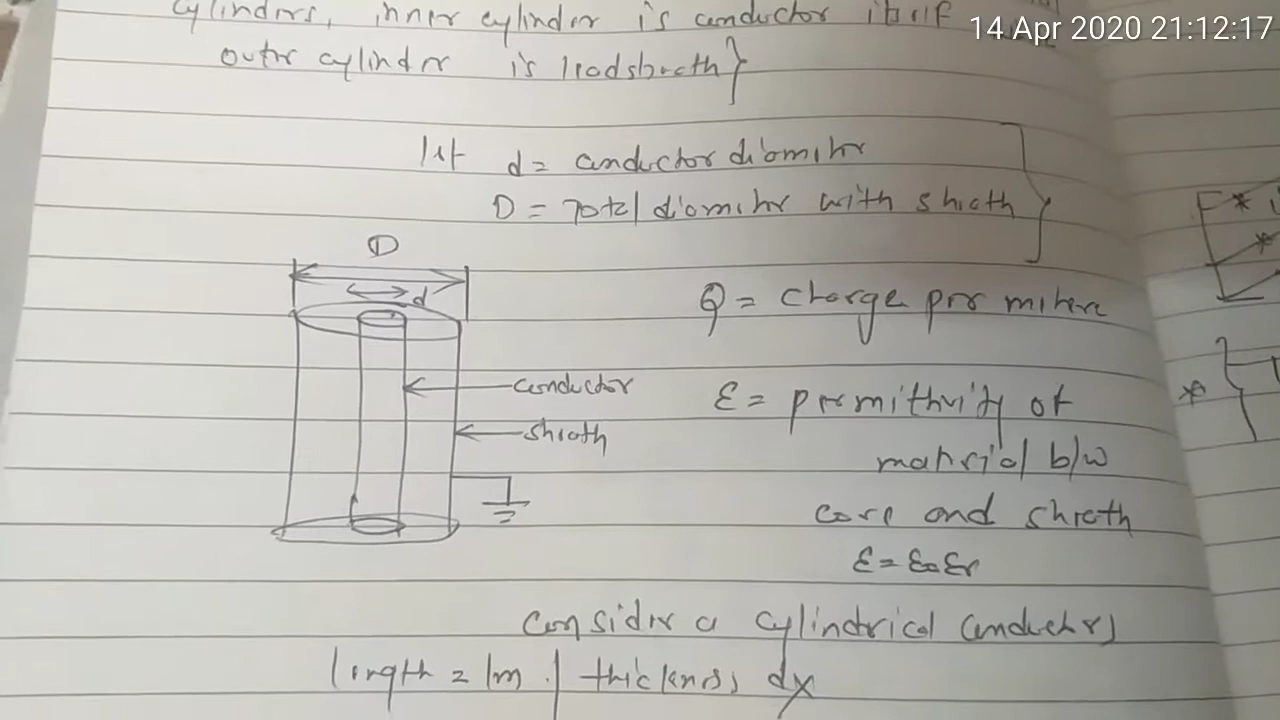 cylinders, inner cylinder is conductor itself
14 Apr 2020 21:12:17
outer cylinder is leadsheath}
let d = conductor diameter
D = Total diameter with sheath
D
d
Q = charge per metere
conductor
ε = permithvity of
sheath
material b/w
core and sheath
ε = ε₀εr
Consider a cylindrical conductors
length = 1m | thickness dx